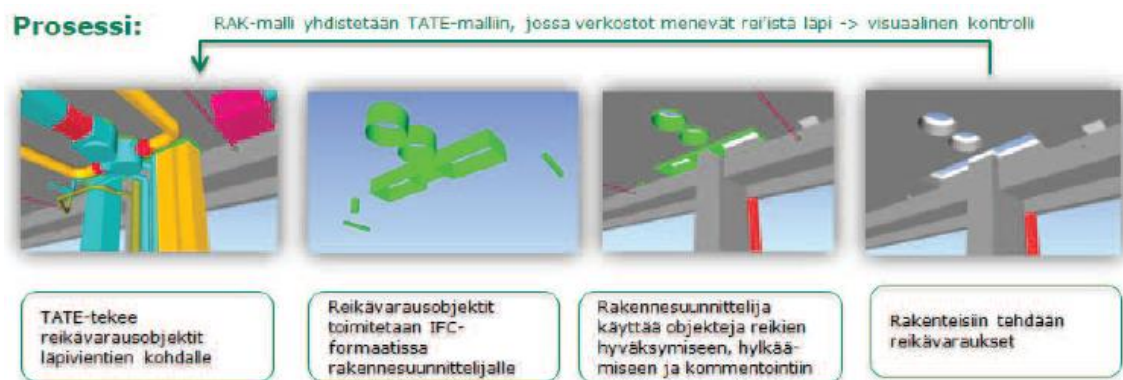 Prosessi:
RAK-malli yhdistetään TATE-malliin, jossa verkostot menevät rei'istä läpi -> visuaalinen kontrolli
TATE-tekee
reikävarausobjektit
läpivientien kohdalle
Reikävarausobjektit
toimitetaan IFC-
formaatissa
rakennesuunnittelijalle
Rakennesuunnittelija
käyttää objekteja reikien
hyväksymiseen, hylkää-
miseen ja kommentointiin
Rakenteisiin tehdään
reikävaraukset